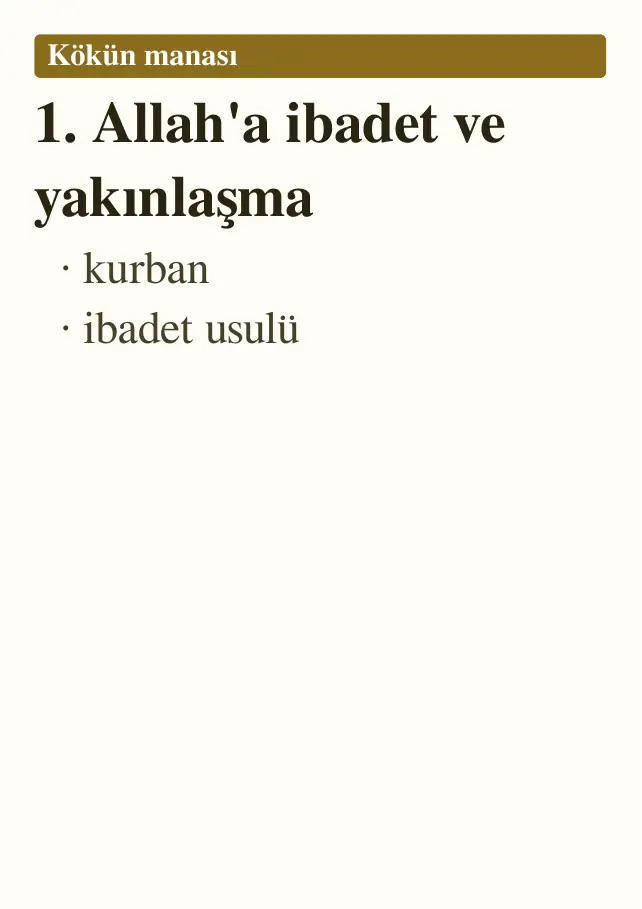 Kökün manası
1. Allah'a ibadet ve
yakınlaşma
· kurban
· ibadet usulü